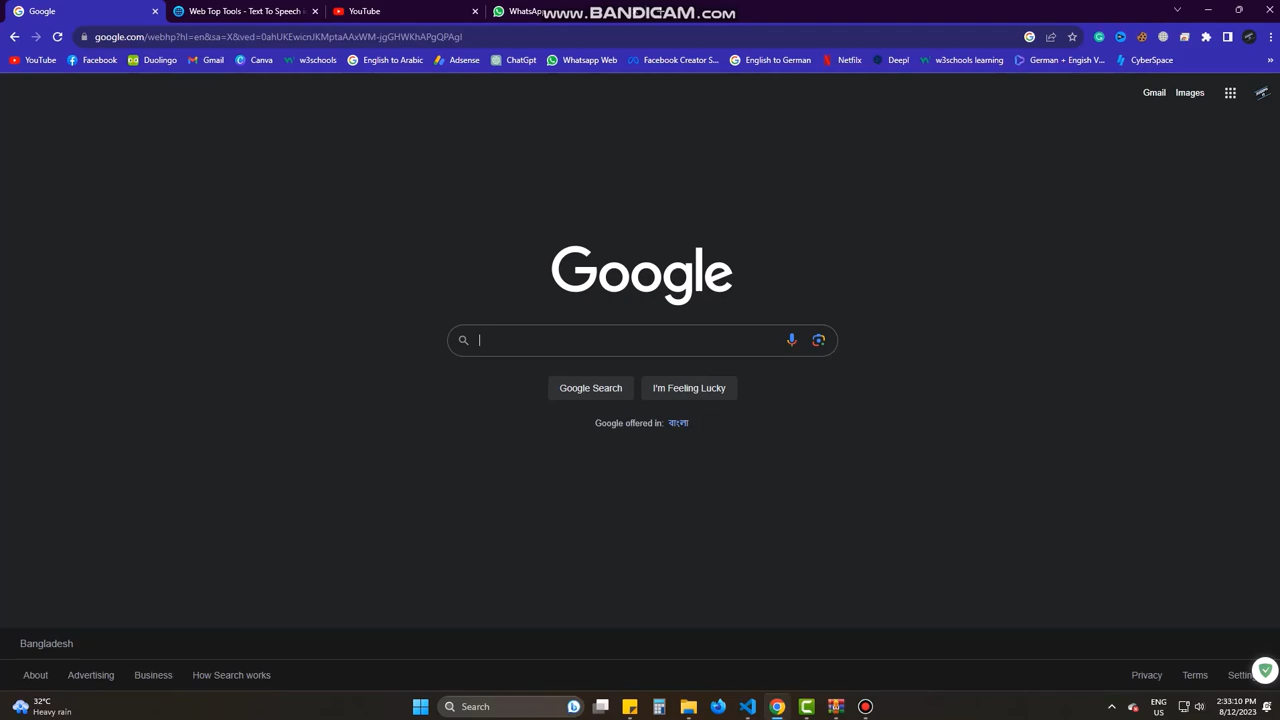 Google
Web Top Tools - Text To Speech
YouTube
WhatsApp
WWW.BANDICAM.COM
google.com/webhp?hl=en&sa=X&ved=0ahUKEwicnJKMptaAAxWM-jgGHWKhAPgQPAgI
YouTube
Facebook
Duolingo
Gmail
Canva
w3schools
English to Arabic
Adsense
ChatGpt
Whatsapp Web
Facebook Creator S...
English to German
Netfilx
Deepl
w3schools learning
German + Engish V...
CyberSpace
»
Gmail
Images
Google
Google Search
I'm Feeling Lucky
Google offered in: বাংলা
Bangladesh
About
Advertising
Business
How Search works
Privacy
Terms
Settin
32°C
Heavy rain
Search
ENG
US
2:33:10 PM
8/12/2023